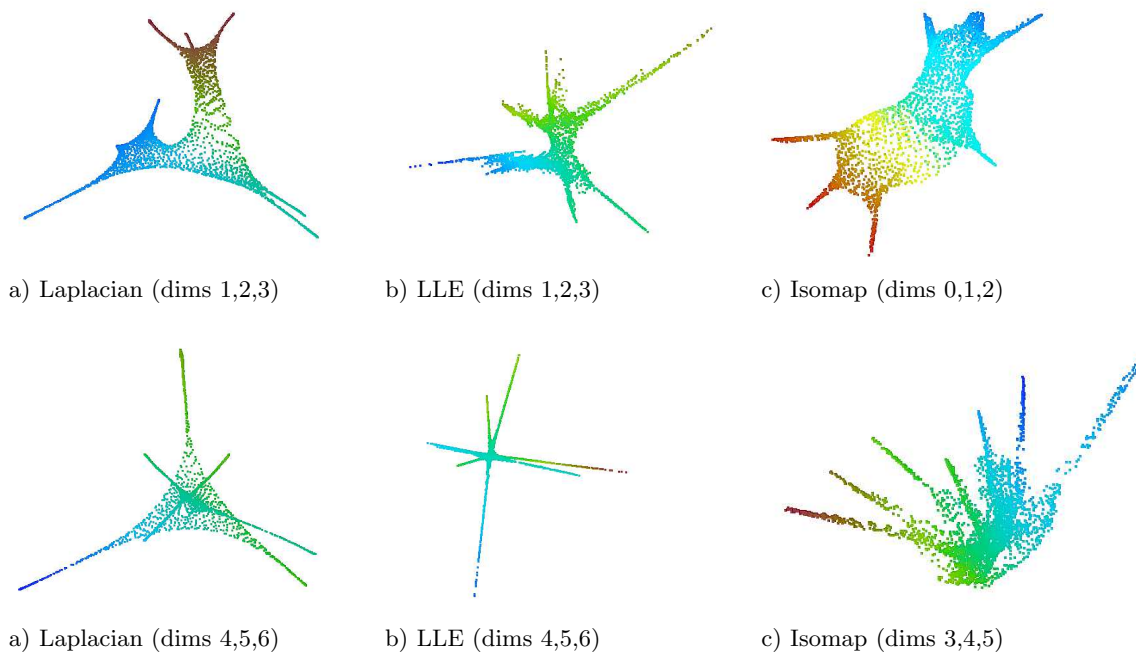 a) Laplacian (dims 1,2,3)
b) LLE (dims 1,2,3)
c) Isomap (dims 0,1,2)
a) Laplacian (dims 4,5,6)
b) LLE (dims 4,5,6)
c) Isomap (dims 3,4,5)